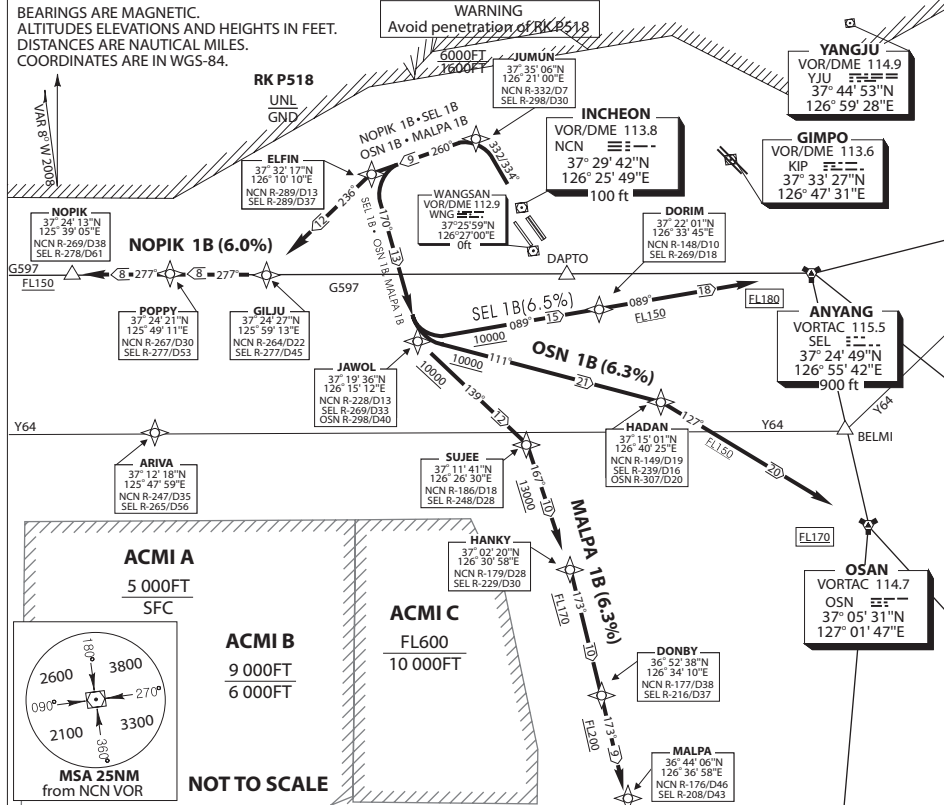 BEARINGS ARE MAGNETIC.
ALTITUDES ELEVATIONS AND HEIGHTS IN FEET.
DISTANCES ARE NAUTICAL MILES.
COORDINATES ARE IN WGS-84.
WARNING
Avoid penetration of RK P518
VAR 8° W 2008
RK P518
UNL
GND
6000FT
1600FT
JUMUN
37° 35' 06"N
126° 21' 00"E
NCN R-332/D7
SEL R-298/D30
YANGJU
VOR/DME 114.9
YJU
37° 44' 53"N
126° 59' 28"E
INCHEON
VOR/DME 113.8
NCN
37° 29' 42"N
126° 25' 49"E
100 ft
GIMPO
VOR/DME 113.6
KIP
37° 33' 27"N
126° 47' 31"E
NOPIK 1B • SEL 1B
OSN 1B • MALPA 1B
9 260°
332/334°
ELFIN
37° 32' 17"N
126° 10' 10"E
NCN R-289/D13
SEL R-289/D37
236°
12
WANGSAN
VOR/DME 112.9
WNG
37°25'59"N
126°27'00"E
0ft
SEL 1B • OSN 1B MALPA 1B
170°
13
NOPIK
37° 24' 13"N
125° 39' 05"E
NCN R-269/D38
SEL R-278/D61
NOPIK 1B (6.0%)
DORIM
37° 22' 01"N
126° 33' 45"E
NCN R-148/D10
SEL R-269/D18
DAPTO
G597
FL150
8 277°
8 277°
G597
POPPY
37° 24' 21"N
125° 49' 11"E
NCN R-267/D30
SEL R-277/D53
GILJU
37° 24' 27"N
125° 59' 13"E
NCN R-264/D22
SEL R-277/D45
SEL 1B(6.5%)
089° 15
10000
089° 18
FL150
FL180
ANYANG
VORTAC 115.5
SEL
37° 24' 49"N
126° 55' 42"E
900 ft
JAWOL
37° 19' 36"N
126° 15' 12"E
NCN R-228/D13
SEL R-269/D33
OSN R-298/D40
OSN 1B (6.3%)
111°
10000
21
10000
139°
12
HADAN
37° 15' 01"N
126° 40' 25"E
NCN R-149/D19
SEL R-239/D16
OSN R-307/D20
127°
FL150
20
Y64
Y64
Y64
BELMI
ARIVA
37° 12' 18"N
125° 47' 59"E
NCN R-247/D35
SEL R-265/D56
SUJEE
37° 11' 41"N
126° 26' 30"E
NCN R-186/D18
SEL R-248/D28
167°
10
13000
MALPA 1B (6.3%)
FL170
OSAN
VORTAC 114.7
OSN
37° 05' 31"N
127° 01' 47"E
HANKY
37° 02' 20"N
126° 30' 58"E
NCN R-179/D28
SEL R-229/D30
173°
FL170
10
ACMI A
5 000FT
SFC
ACMI B
9 000FT
6 000FT
ACMI C
FL600
10 000FT
DONBY
36° 52' 38"N
126° 34' 10"E
NCN R-177/D38
SEL R-216/D37
173°
FL200
9
MALPA
36° 44' 06"N
126° 36' 58"E
NCN R-176/D46
SEL R-208/D43
180°
2600
3800
090°
270°
2100
3300
360°
MSA 25NM
from NCN VOR
NOT TO SCALE